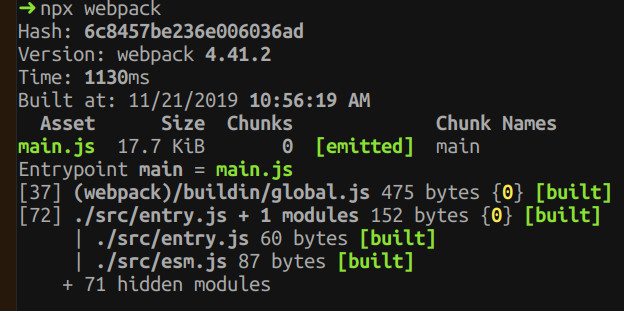 ➜ npx webpack
Hash: 6c8457be236e006036ad
Version: webpack 4.41.2
Time: 1130ms
Built at: 11/21/2019 10:56:19 AM
  Asset      Size  Chunks             Chunk Names
main.js  17.7 KiB       0  [emitted]  main
Entrypoint main = main.js
[37] (webpack)/buildin/global.js 475 bytes {0} [built]
[72] ./src/entry.js + 1 modules 152 bytes {0} [built]
     | ./src/entry.js 60 bytes [built]
     | ./src/esm.js 87 bytes [built]
    + 71 hidden modules